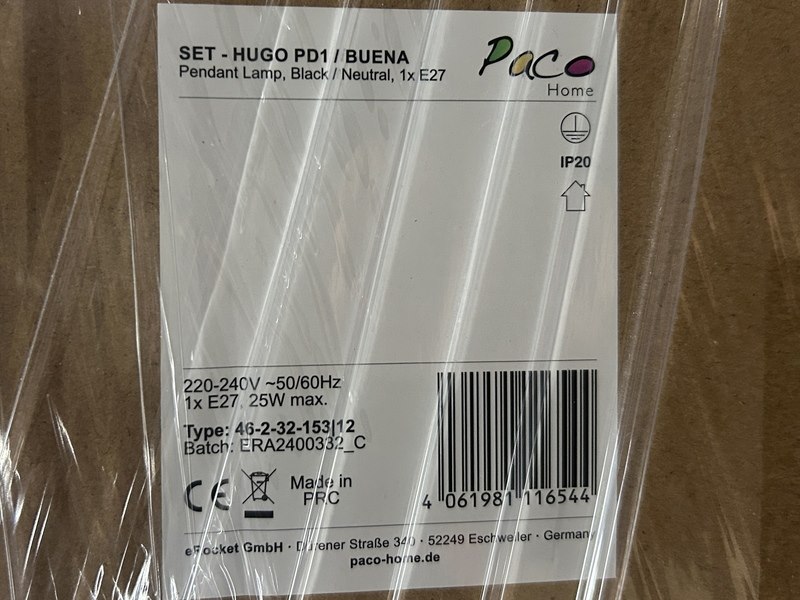 SET - HUGO PD1 / BUENA
Pendant Lamp, Black / Neutral, 1x E27
Paco
Home
IP20
220-240V ~50/60Hz
1x E27, 25W max.
Type: 46-2-32-153|12
Batch: ERA2400332_C
CE
Made in
PRC
4 061981 116544
eRocket GmbH · Dürener Straße 340 · 52249 Eschweiler · Germany
paco-home.de